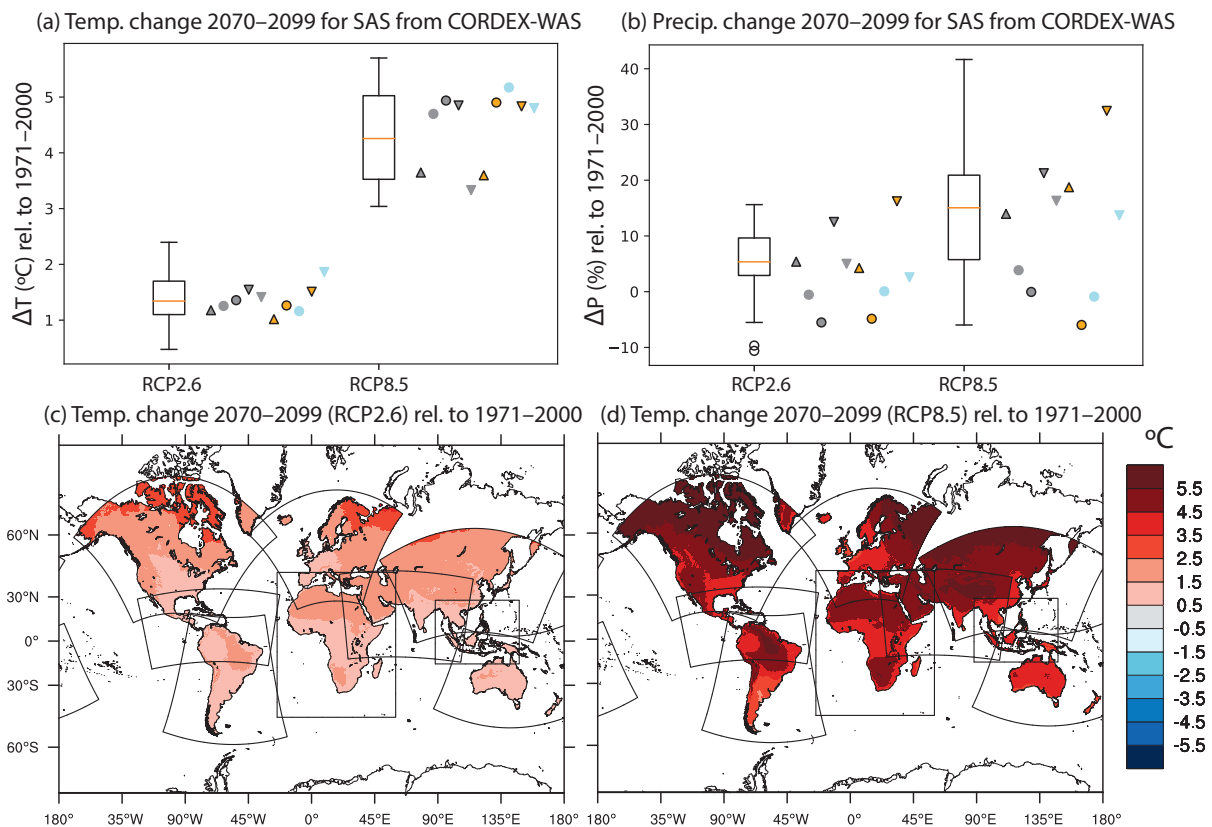 (a) Temp. change 2070–2099 for SAS from CORDEX-WAS
(b) Precip. change 2070–2099 for SAS from CORDEX-WAS
ΔT (ºC) rel. to 1971–2000
5
4
3
2
1
RCP2.6 RCP8.5
ΔP (%) rel. to 1971–2000
40
30
20
10
0
−10
RCP2.6 RCP8.5
(c) Temp. change 2070–2099 (RCP2.6) rel. to 1971–2000
(d) Temp. change 2070–2099 (RCP8.5) rel. to 1971–2000
60°N
30°N
0°
30°S
60°S
180° 135°W 90°W 45°W 0° 45°E 90°E 135°E 180°
180° 135°W 90°W 45°W 0° 45°E 90°E 135°E 180°
ºC
5.5
4.5
3.5
2.5
1.5
0.5
-0.5
-1.5
-2.5
-3.5
-4.5
-5.5